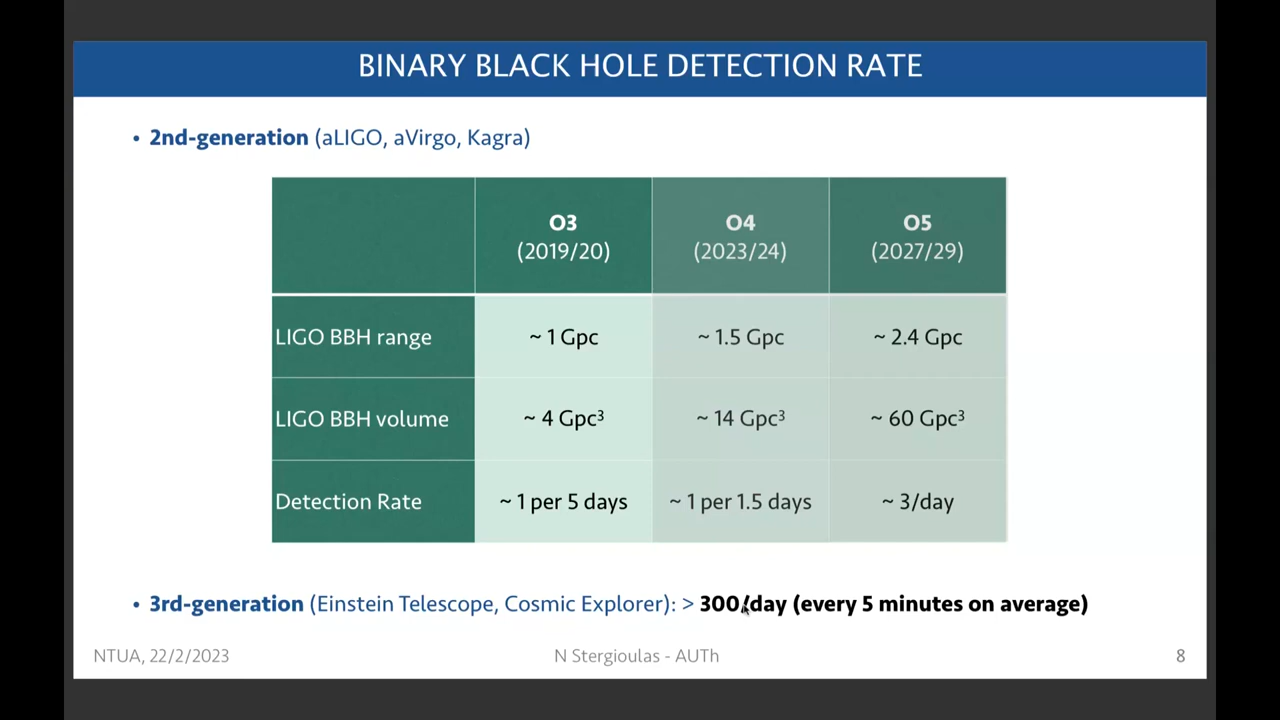 BINARY BLACK HOLE DETECTION RATE
• 2nd-generation (aLIGO, aVirgo, Kagra)
O3 O4 O5
(2019/20) (2023/24) (2027/29)
LIGO BBH range ~ 1 Gpc ~ 1.5 Gpc ~ 2.4 Gpc
LIGO BBH volume ~ 4 Gpc³ ~ 14 Gpc³ ~ 60 Gpc³
Detection Rate ~ 1 per 5 days ~ 1 per 1.5 days ~ 3/day
• 3rd-generation (Einstein Telescope, Cosmic Explorer): > 300/day (every 5 minutes on average)
NTUA, 22/2/2023 N Stergioulas - AUTh 8